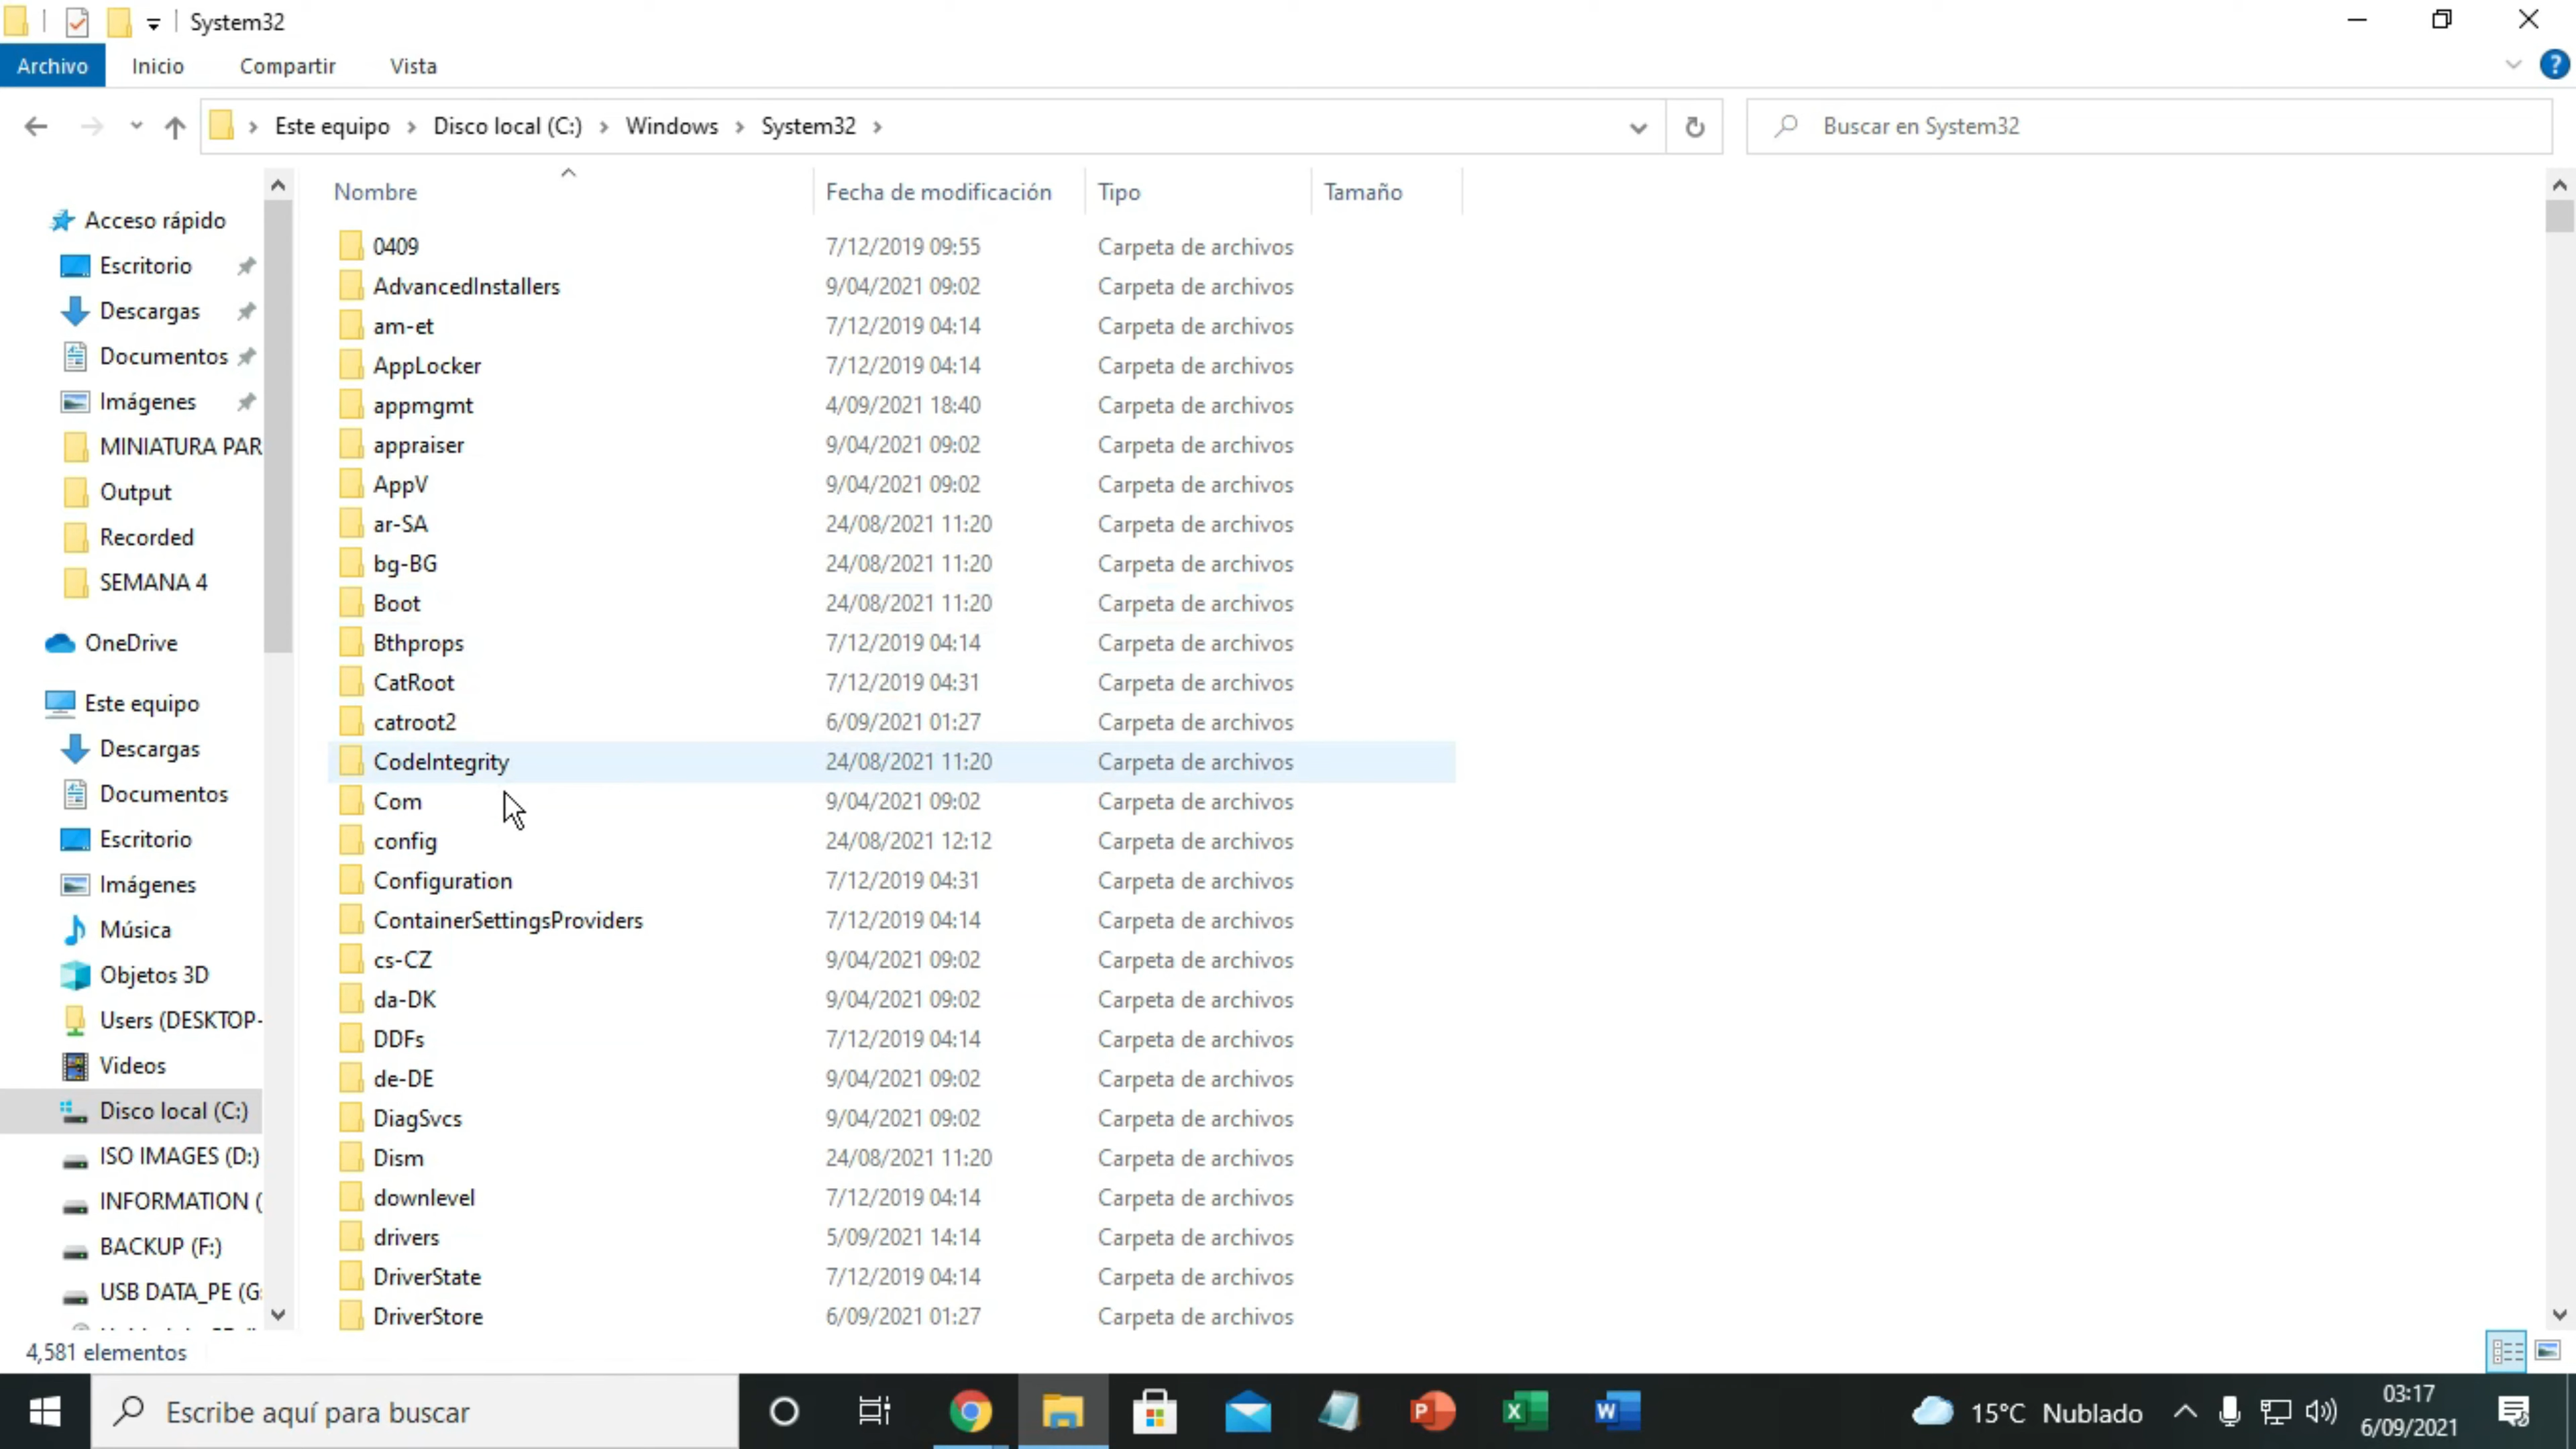 System32
Archivo Inicio Compartir Vista
Este equipo Disco local (C:) Windows System32
Buscar en System32
Nombre Fecha de modificación Tipo Tamaño
Acceso rápido
Escritorio
Descargas
Documentos
Imágenes
MINIATURA PAR
Output
Recorded
SEMANA 4
OneDrive
Este equipo
Descargas
Documentos
Escritorio
Imágenes
Música
Objetos 3D
Users (DESKTOP-
Videos
Disco local (C:)
ISO IMAGES (D:)
INFORMATION (
BACKUP (F:)
USB DATA_PE (G:
0409 7/12/2019 09:55 Carpeta de archivos
AdvancedInstallers 9/04/2021 09:02 Carpeta de archivos
am-et 7/12/2019 04:14 Carpeta de archivos
AppLocker 7/12/2019 04:14 Carpeta de archivos
appmgmt 4/09/2021 18:40 Carpeta de archivos
appraiser 9/04/2021 09:02 Carpeta de archivos
AppV 9/04/2021 09:02 Carpeta de archivos
ar-SA 24/08/2021 11:20 Carpeta de archivos
bg-BG 24/08/2021 11:20 Carpeta de archivos
Boot 24/08/2021 11:20 Carpeta de archivos
Bthprops 7/12/2019 04:14 Carpeta de archivos
CatRoot 7/12/2019 04:31 Carpeta de archivos
catroot2 6/09/2021 01:27 Carpeta de archivos
CodeIntegrity 24/08/2021 11:20 Carpeta de archivos
Com 9/04/2021 09:02 Carpeta de archivos
config 24/08/2021 12:12 Carpeta de archivos
Configuration 7/12/2019 04:31 Carpeta de archivos
ContainerSettingsProviders 7/12/2019 04:14 Carpeta de archivos
cs-CZ 9/04/2021 09:02 Carpeta de archivos
da-DK 9/04/2021 09:02 Carpeta de archivos
DDFs 7/12/2019 04:14 Carpeta de archivos
de-DE 9/04/2021 09:02 Carpeta de archivos
DiagSvcs 9/04/2021 09:02 Carpeta de archivos
Dism 24/08/2021 11:20 Carpeta de archivos
downlevel 7/12/2019 04:14 Carpeta de archivos
drivers 5/09/2021 14:14 Carpeta de archivos
DriverState 7/12/2019 04:14 Carpeta de archivos
DriverStore 6/09/2021 01:27 Carpeta de archivos
4,581 elementos
Escribe aquí para buscar
15°C Nublado
03:17
6/09/2021